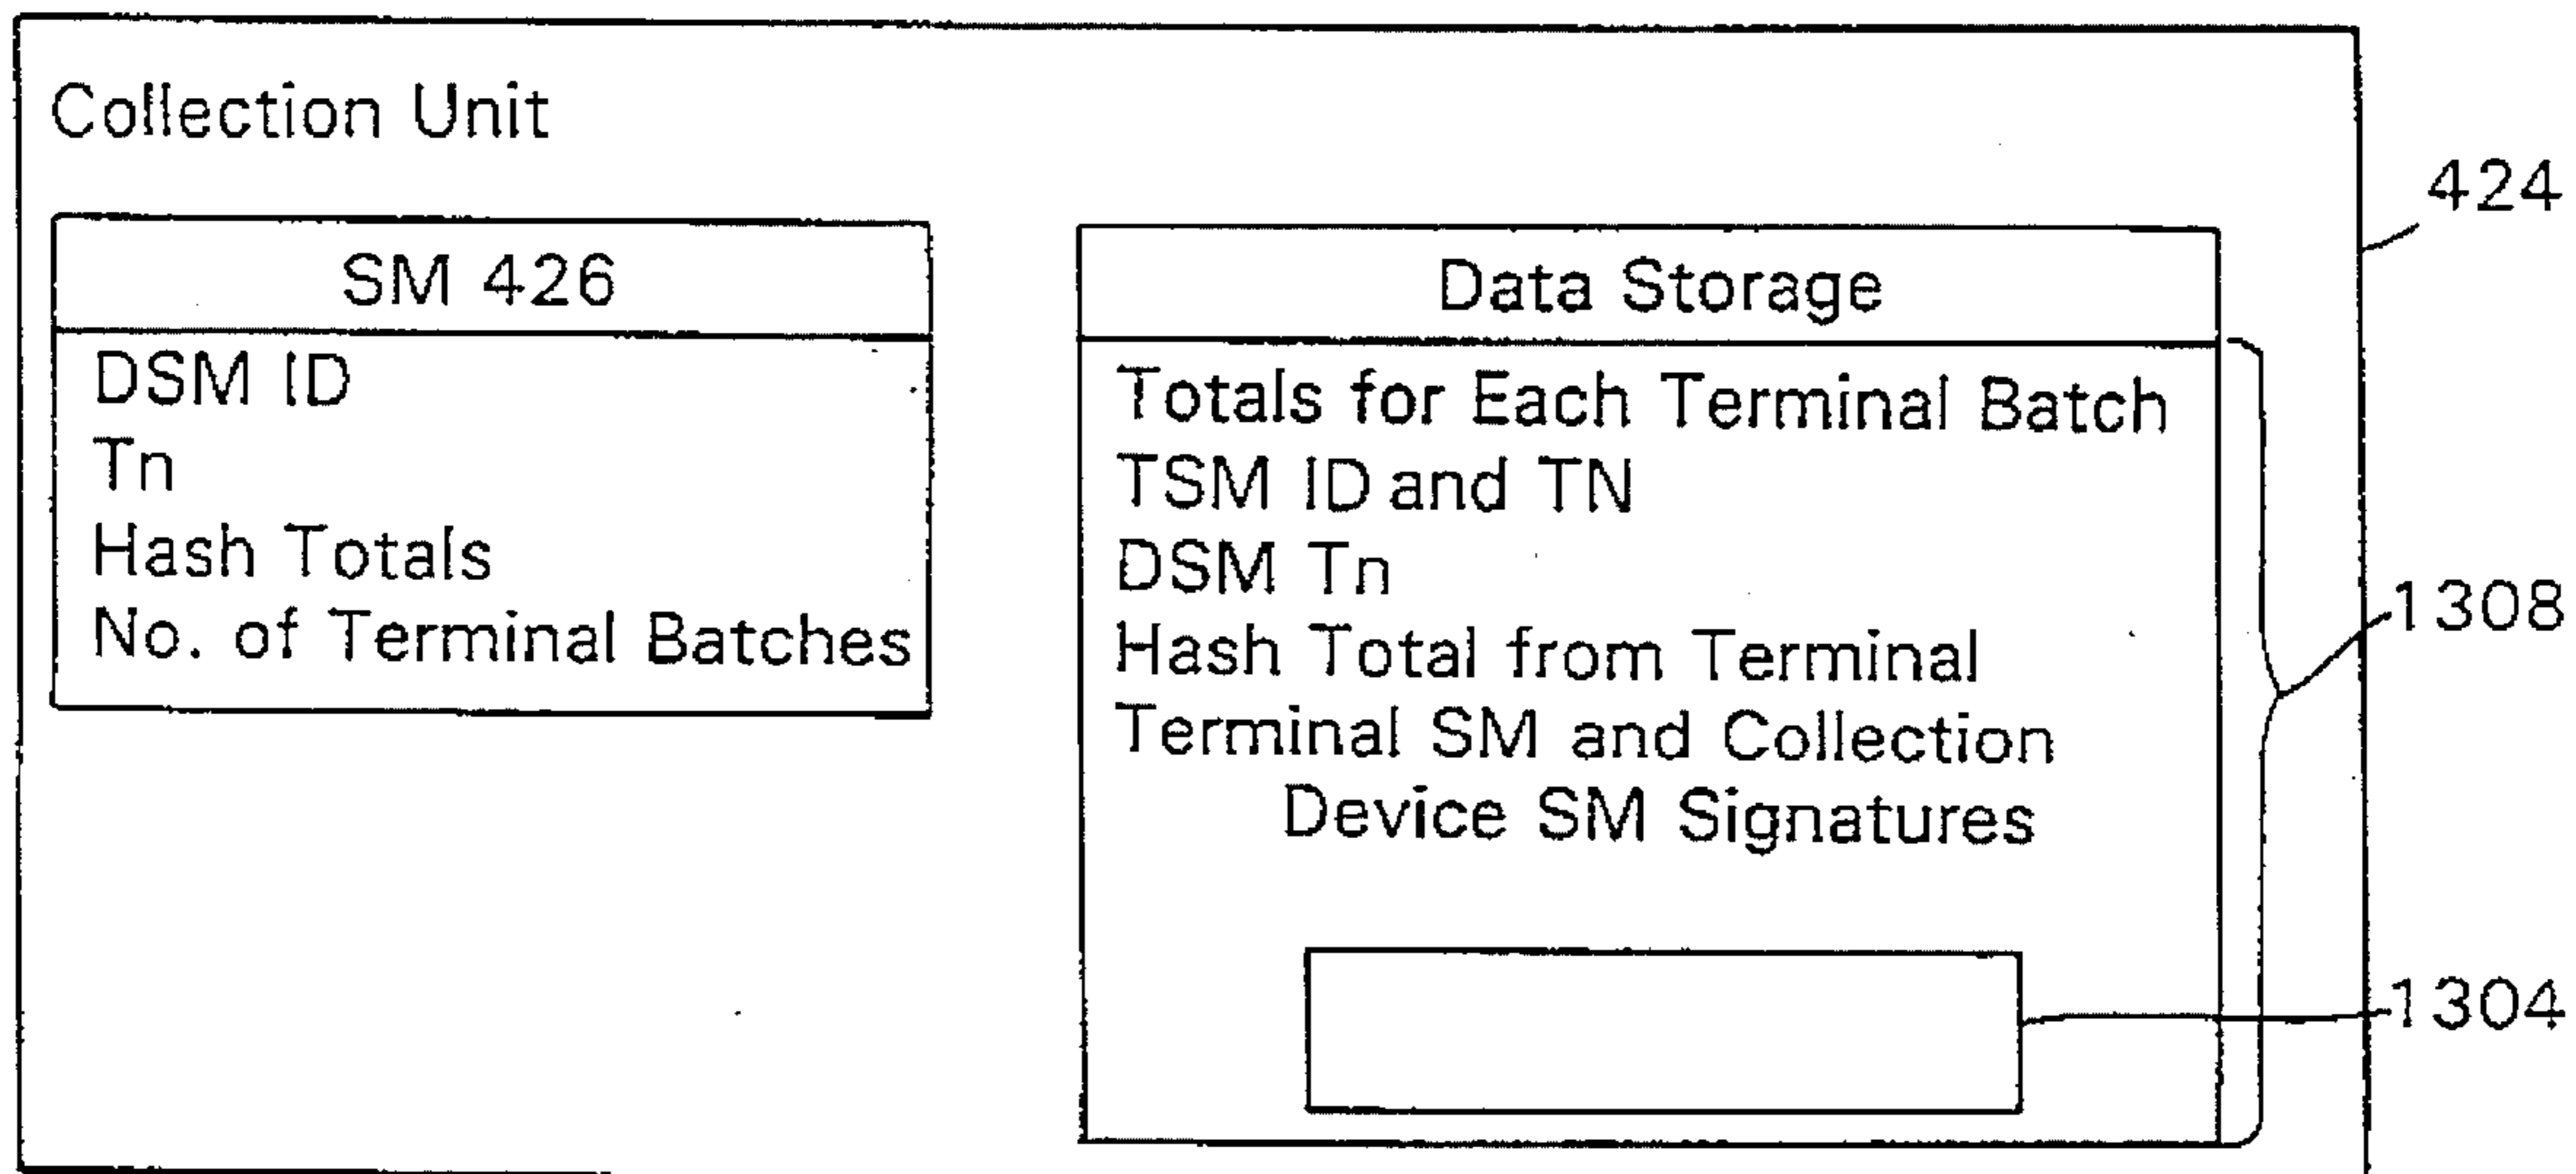 Collection Unit
424
SM 426
DSM ID
Tn
Hash Totals
No. of Terminal Batches
Data Storage
Totals for Each Terminal Batch
TSM ID and TN
DSM Tn
Hash Total from Terminal
Terminal SM and Collection
Device SM Signatures
1308
1304